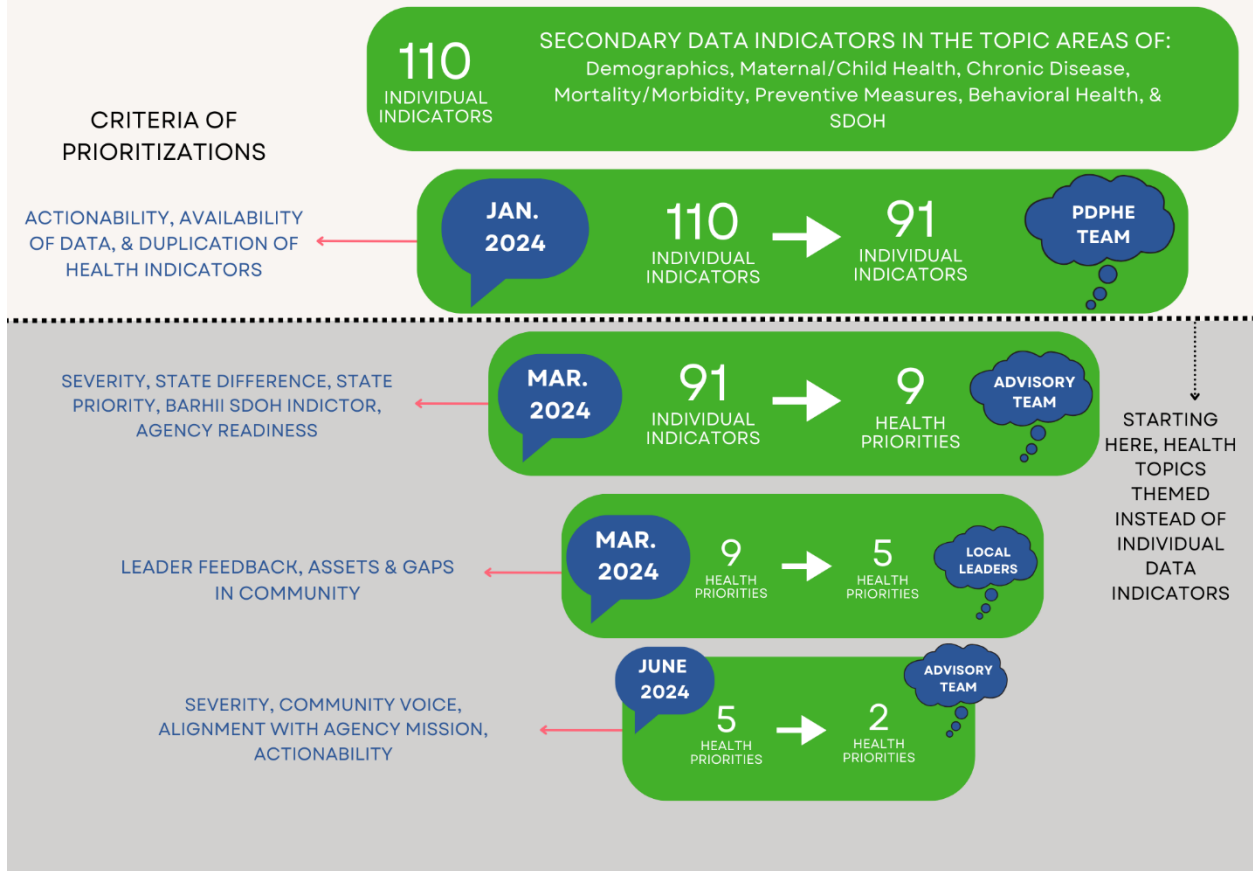 110
INDIVIDUAL
INDICATORS
SECONDARY DATA INDICATORS IN THE TOPIC AREAS OF:
Demographics, Maternal/Child Health, Chronic Disease,
Mortality/Morbidity, Preventive Measures, Behavioral Health, &
SDOH
CRITERIA OF
PRIORITIZATIONS
ACTIONABILITY, AVAILABILITY
OF DATA, & DUPLICATION OF
HEALTH INDICATORS
JAN.
2024
110
INDIVIDUAL
INDICATORS
91
INDIVIDUAL
INDICATORS
PDPHE
TEAM
SEVERITY, STATE DIFFERENCE, STATE
PRIORITY, BARHII SDOH INDICTOR,
AGENCY READINESS
MAR.
2024
91
INDIVIDUAL
INDICATORS
9
HEALTH
PRIORITIES
ADVISORY
TEAM
STARTING
HERE, HEALTH
TOPICS
THEMED
INSTEAD OF
INDIVIDUAL
DATA
INDICATORS
LEADER FEEDBACK, ASSETS & GAPS
IN COMMUNITY
MAR.
2024
9
HEALTH
PRIORITIES
5
HEALTH
PRIORITIES
LOCAL
LEADERS
SEVERITY, COMMUNITY VOICE,
ALIGNMENT WITH AGENCY MISSION,
ACTIONABILITY
JUNE
2024
5
HEALTH
PRIORITIES
2
HEALTH
PRIORITIES
ADVISORY
TEAM